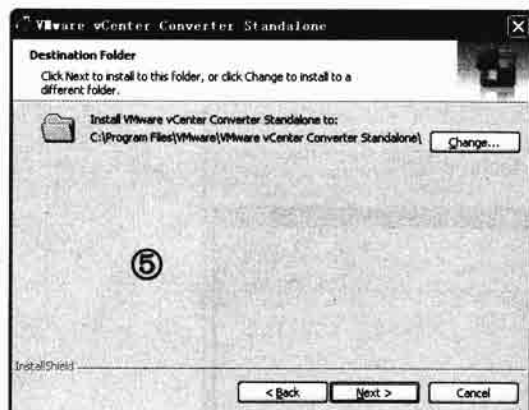 VMware vCenter Converter Standalone
Destination Folder
Click Next to install to this folder, or click Change to install to a
different folder.
Install VMware vCenter Converter Standalone to:
C:\Program Files\VMware\VMware vCenter Converter Standalone\
Change...
⑤
InstallShield
< Back
Next >
Cancel